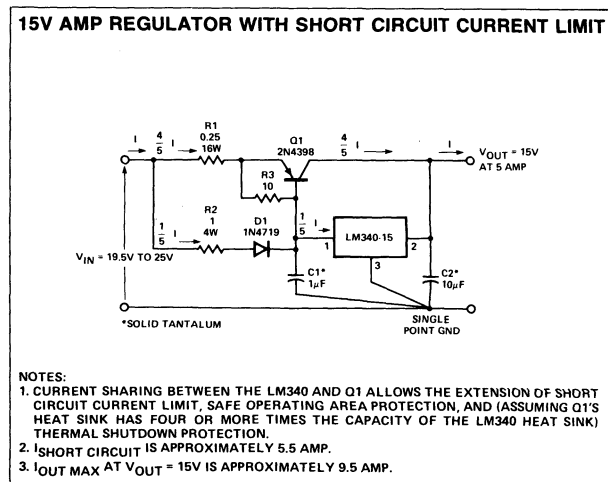 15V AMP REGULATOR WITH SHORT CIRCUIT CURRENT LIMIT
I
4/5 I
R1
0.25
16W
Q1
2N4398
4/5 I
I
VOUT = 15V
AT 5 AMP
R3
10
1/5 I
R2
1
4W
D1
1N4719
1/5 I
1
LM340-15
2
3
VIN = 19.5V TO 25V
C1*
1μF
C2*
10μF
*SOLID TANTALUM
SINGLE
POINT GND
NOTES:
1. CURRENT SHARING BETWEEN THE LM340 AND Q1 ALLOWS THE EXTENSION OF SHORT
CIRCUIT CURRENT LIMIT, SAFE OPERATING AREA PROTECTION, AND (ASSUMING Q1'S
HEAT SINK HAS FOUR OR MORE TIMES THE CAPACITY OF THE LM340 HEAT SINK)
THERMAL SHUTDOWN PROTECTION.
2. ISHORT CIRCUIT IS APPROXIMATELY 5.5 AMP.
3. IOUT MAX AT VOUT = 15V IS APPROXIMATELY 9.5 AMP.